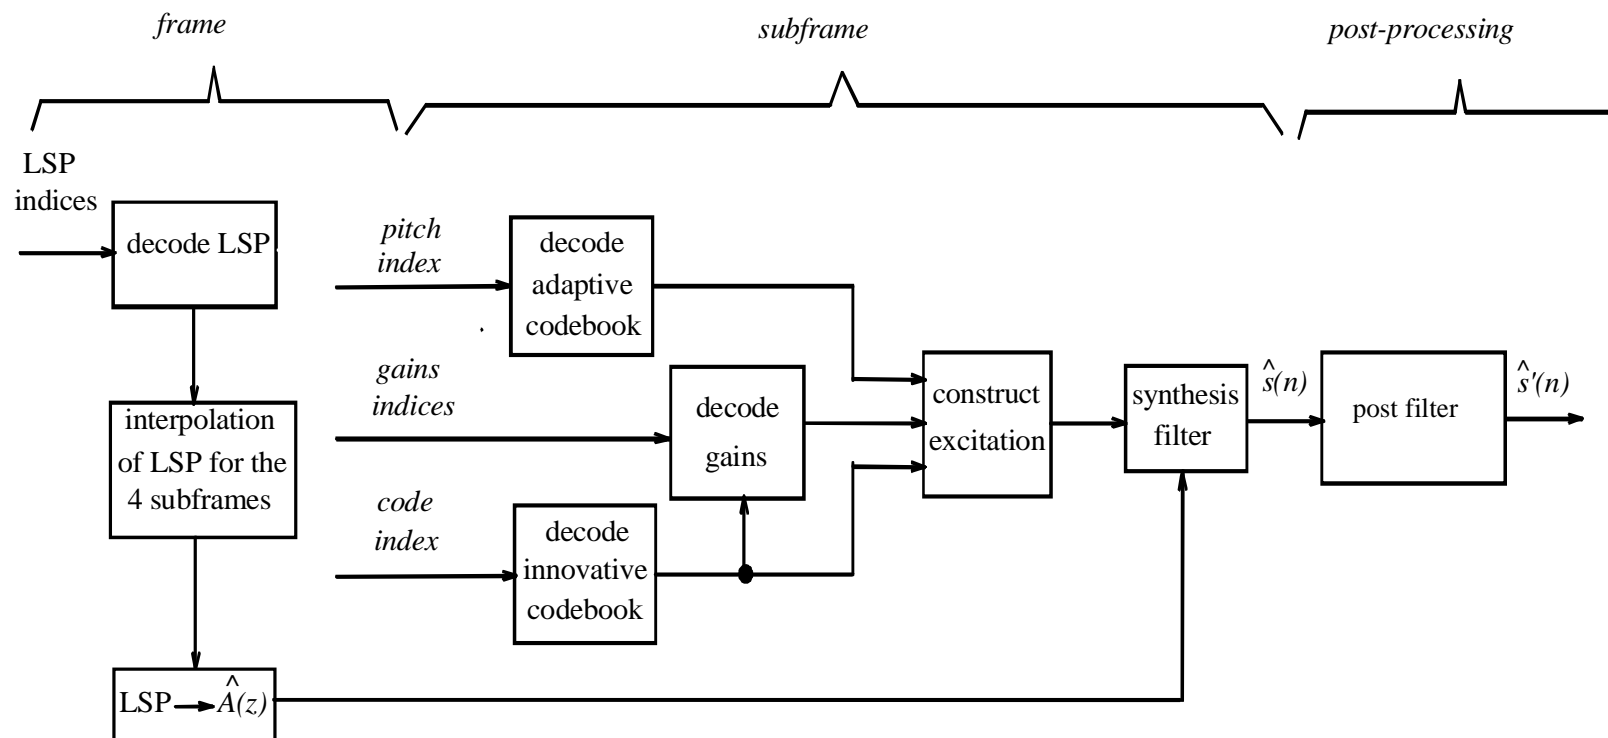 frame
subframe
post-processing
LSP
indices
decode LSP
interpolation
of LSP for the
4 subframes
LSP → Â(z)
pitch
index
decode
adaptive
codebook
gains
indices
decode
gains
code
index
decode
innovative
codebook
construct
excitation
synthesis
filter
ŝ(n)
post filter
ŝ'(n)